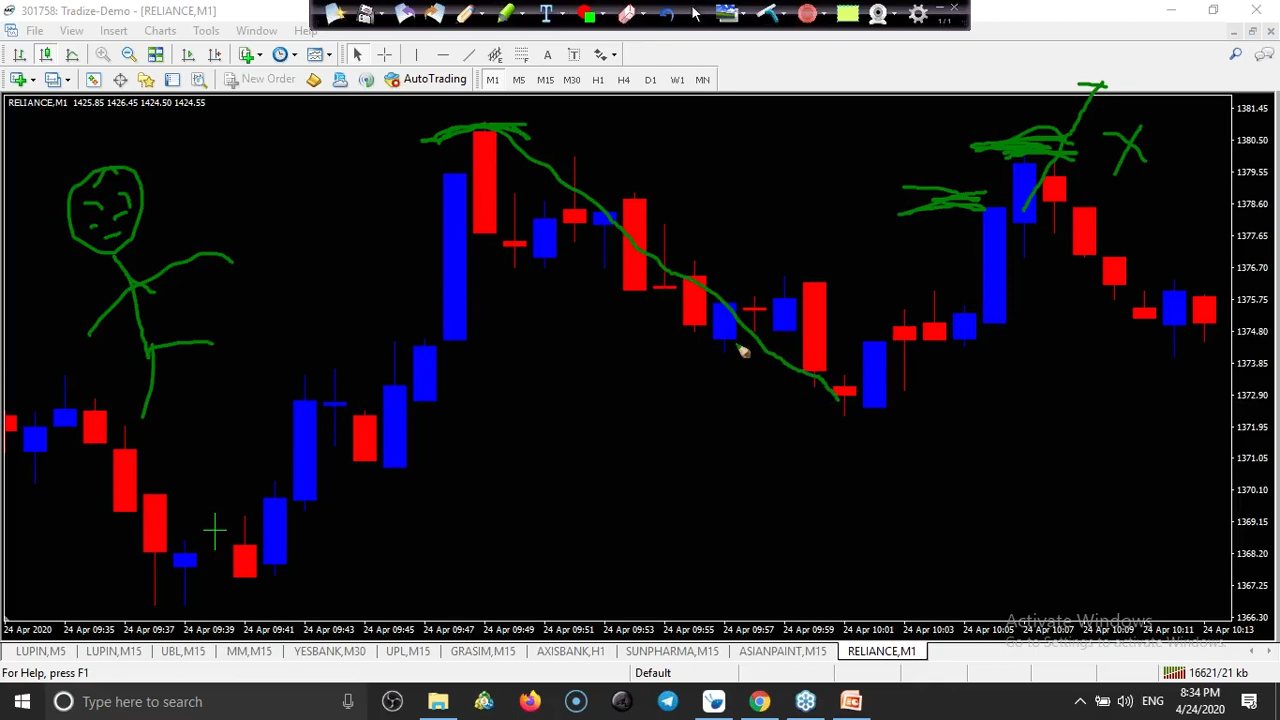 301758: Tradize-Demo - [RELIANCE,M1]
1/1
File View Insert Format Charts Tools Window Help
New Order AutoTrading M1 M5 M15 M30 H1 H4 D1 W1 MN
RELIANCE,M1 1425.85 1426.45 1424.50 1424.55
1381.45
1380.50
1379.55
1378.60
1377.65
1376.70
1375.75
1374.80
1373.85
1372.90
1371.95
1371.05
1370.10
1369.15
1368.20
1367.25
1366.30
Activate Windows
Go to Settings to activate Windows.
24 Apr 2020 24 Apr 09:35 24 Apr 09:37 24 Apr 09:39 24 Apr 09:41 24 Apr 09:43 24 Apr 09:45 24 Apr 09:47 24 Apr 09:49 24 Apr 09:51 24 Apr 09:53 24 Apr 09:55 24 Apr 09:57 24 Apr 09:59 24 Apr 10:01 24 Apr 10:03 24 Apr 10:05 24 Apr 10:07 24 Apr 10:09 24 Apr 10:11 24 Apr 10:13
LUPIN,M5 LUPIN,M15 UBL,M15 MM,M15 YESBANK,M30 UPL,M15 GRASIM,M15 AXISBANK,H1 SUNPHARMA,M15 ASIANPAINT,M15 RELIANCE,M1
For Help, press F1 Default 16621/21 kb
Type here to search ENG 8:34 PM
4/24/2020